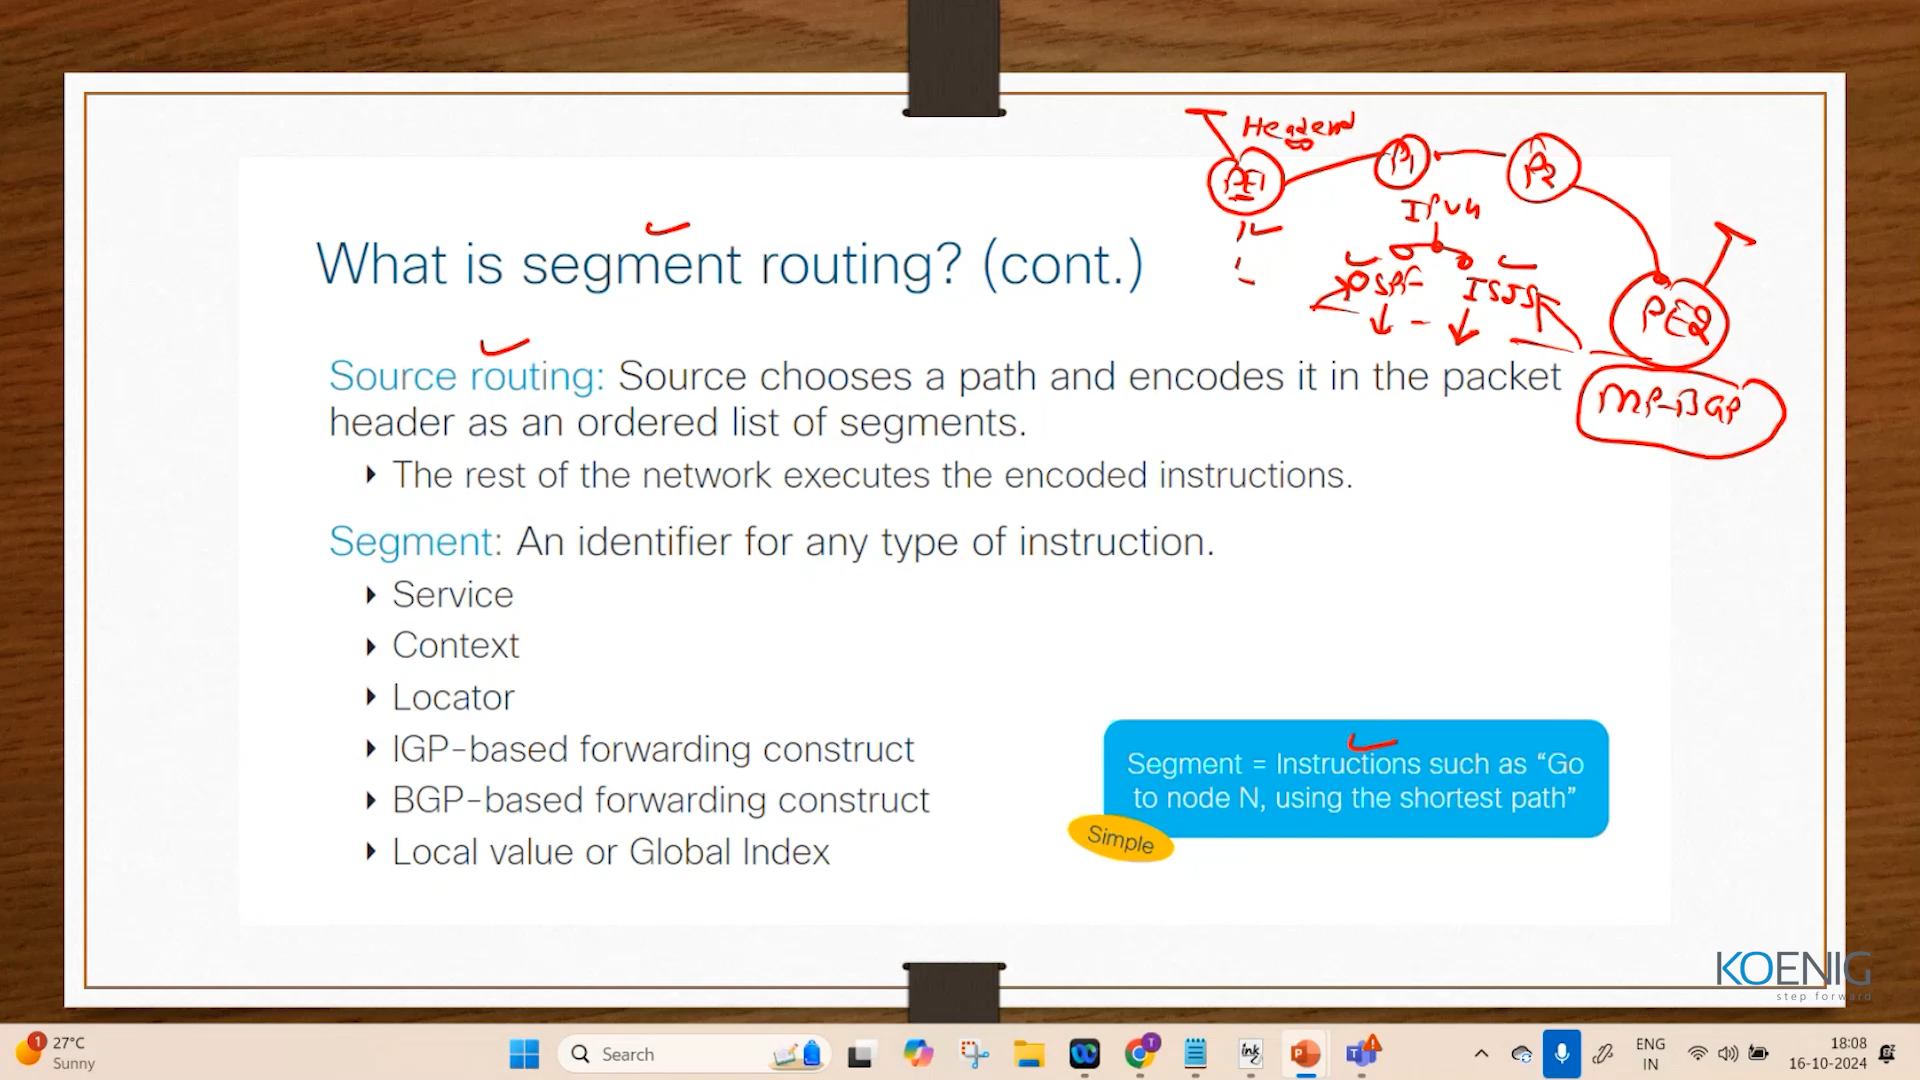 Headend
PE1
P1
P2
IPV4
OSPF
ISIS
PE2
MP-BGP
What is segment routing? (cont.)
Source routing: Source chooses a path and encodes it in the packet
header as an ordered list of segments.
The rest of the network executes the encoded instructions.
Segment: An identifier for any type of instruction.
Service
Context
Locator
IGP-based forwarding construct
BGP-based forwarding construct
Local value or Global Index
Segment = Instructions such as “Go
to node N, using the shortest path”
Simple
KOENIG
step forward
1
27°C
Sunny
Search
ink
ENG
IN
18:08
16-10-2024